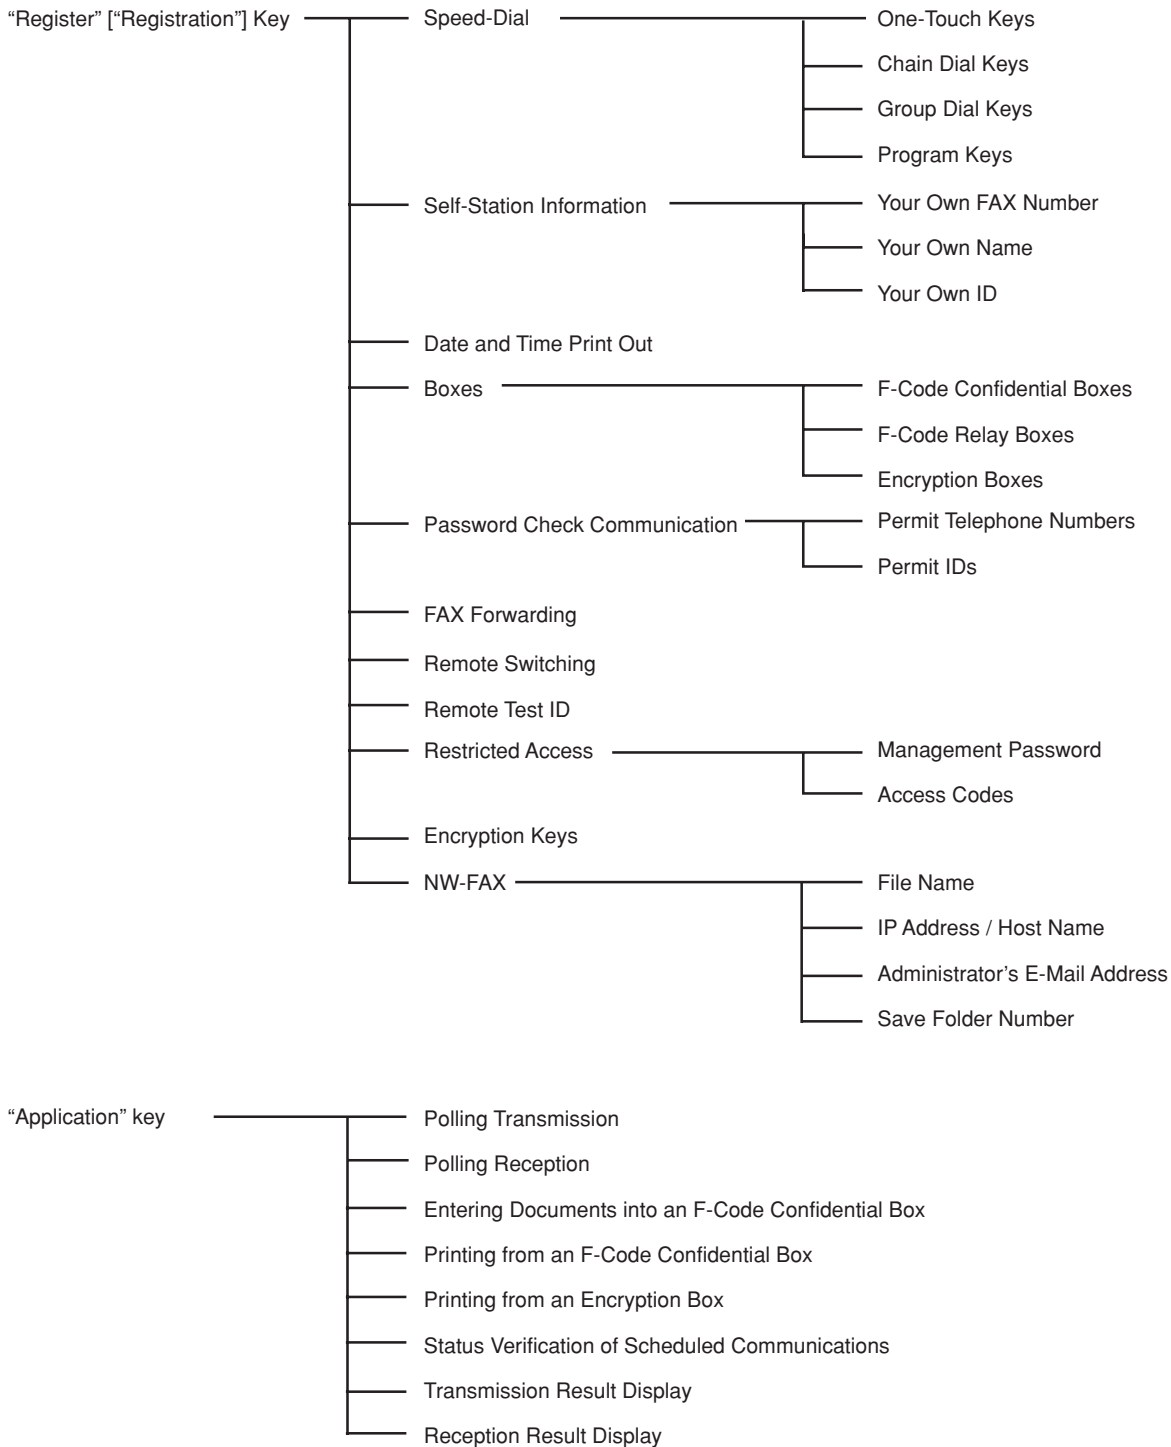 “Register” [“Registration”] Key
Speed-Dial
One-Touch Keys
Chain Dial Keys
Group Dial Keys
Program Keys
Self-Station Information
Your Own FAX Number
Your Own Name
Your Own ID
Date and Time Print Out
Boxes
F-Code Confidential Boxes
F-Code Relay Boxes
Encryption Boxes
Password Check Communication
Permit Telephone Numbers
Permit IDs
FAX Forwarding
Remote Switching
Remote Test ID
Restricted Access
Management Password
Access Codes
Encryption Keys
NW-FAX
File Name
IP Address / Host Name
Administrator’s E-Mail Address
Save Folder Number
“Application” key
Polling Transmission
Polling Reception
Entering Documents into an F-Code Confidential Box
Printing from an F-Code Confidential Box
Printing from an Encryption Box
Status Verification of Scheduled Communications
Transmission Result Display
Reception Result Display